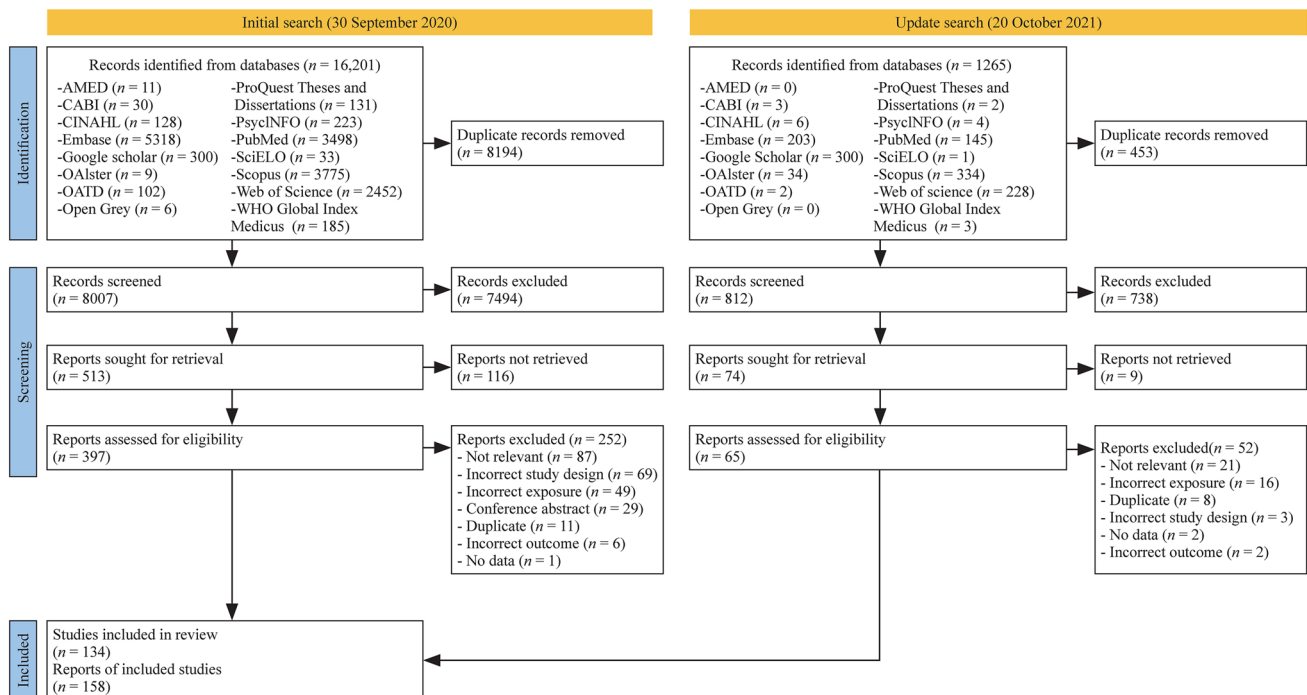 Initial search (30 September 2020)
Identification
Records identified from databases (n = 16,201)
-AMED (n = 11)
-CABI (n = 30)
-CINAHL (n = 128)
-Embase (n = 5318)
-Google scholar (n = 300)
-OAlster (n = 9)
-OATD (n = 102)
-Open Grey (n = 6)
-ProQuest Theses and
Dissertations (n = 131)
-PsycINFO (n = 223)
-PubMed (n = 3498)
-SciELO (n = 33)
-Scopus (n = 3775)
-Web of Science (n = 2452)
-WHO Global Index
Medicus (n = 185)
Duplicate records removed
(n = 8194)
Screening
Records screened
(n = 8007)
Records excluded
(n = 7494)
Reports sought for retrieval
(n = 513)
Reports not retrieved
(n = 116)
Reports assessed for eligibility
(n = 397)
Reports excluded (n = 252)
- Not relevant (n = 87)
- Incorrect study design (n = 69)
- Incorrect exposure (n = 49)
- Conference abstract (n = 29)
- Duplicate (n = 11)
- Incorrect outcome (n = 6)
- No data (n = 1)
Included
Studies included in review
(n = 134)
Reports of included studies
(n = 158)
Update search (20 October 2021)
Records identified from databases (n = 1265)
-AMED (n = 0)
-CABI (n = 3)
-CINAHL (n = 6)
-Embase (n = 203)
-Google Scholar (n = 300)
-OAlster (n = 34)
-OATD (n = 2)
-Open Grey (n = 0)
-ProQuest Theses and
Dissertations (n = 2)
-PsycINFO (n = 4)
-PubMed (n = 145)
-SciELO (n = 1)
-Scopus (n = 334)
-Web of science (n = 228)
-WHO Global Index
Medicus (n = 3)
Duplicate records removed
(n = 453)
Records screened
(n = 812)
Records excluded
(n = 738)
Reports sought for retrieval
(n = 74)
Reports not retrieved
(n = 9)
Reports assessed for eligibility
(n = 65)
Reports excluded(n = 52)
- Not relevant (n = 21)
- Incorrect exposure (n = 16)
- Duplicate (n = 8)
- Incorrect study design (n = 3)
- No data (n = 2)
- Incorrect outcome (n = 2)